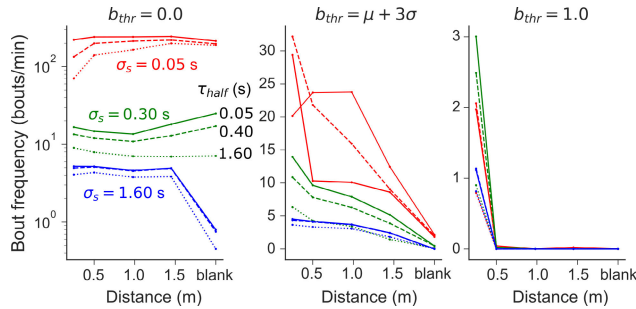 b_thr = 0.0
b_thr = μ + 3σ
b_thr = 1.0
Bout frequency (bouts/min)
10²
10¹
10⁰
σ_s = 0.05 s
τ_half (s)
σ_s = 0.30 s
0.05
0.40
1.60
σ_s = 1.60 s
0.5 1.0 1.5 blank
Distance (m)
30
25
20
15
10
5
0
0.5 1.0 1.5 blank
Distance (m)
3
2
1
0
0.5 1.0 1.5 blank
Distance (m)